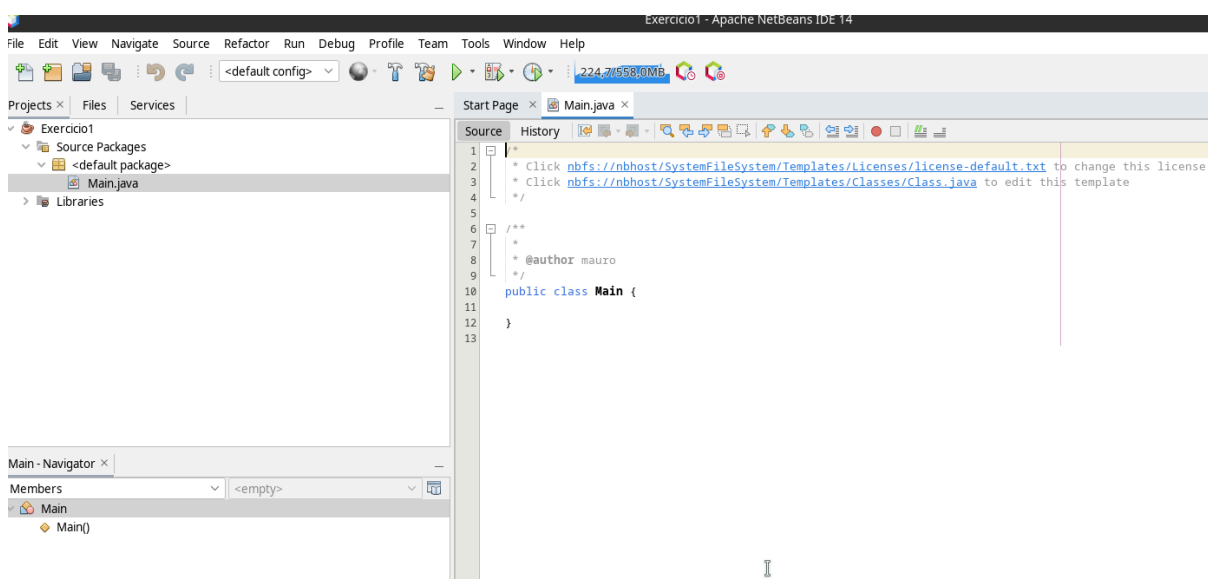 Exercicio1 - Apache NetBeans IDE 14
File Edit View Navigate Source Refactor Run Debug Profile Team Tools Window Help
<default config> 224,7/558,0MB
Projects Files Services
Exercicio1
Source Packages
<default package>
Main.java
Libraries
Start Page Main.java
Source History
1 /*
2 * Click nbfs://nbhost/SystemFileSystem/Templates/Licenses/license-default.txt to change this license
3 * Click nbfs://nbhost/SystemFileSystem/Templates/Classes/Class.java to edit this template
4 */
5
6 /**
7 *
8 * @author mauro
9 */
10 public class Main {
11
12 }
13
Main - Navigator
Members <empty>
Main
Main()